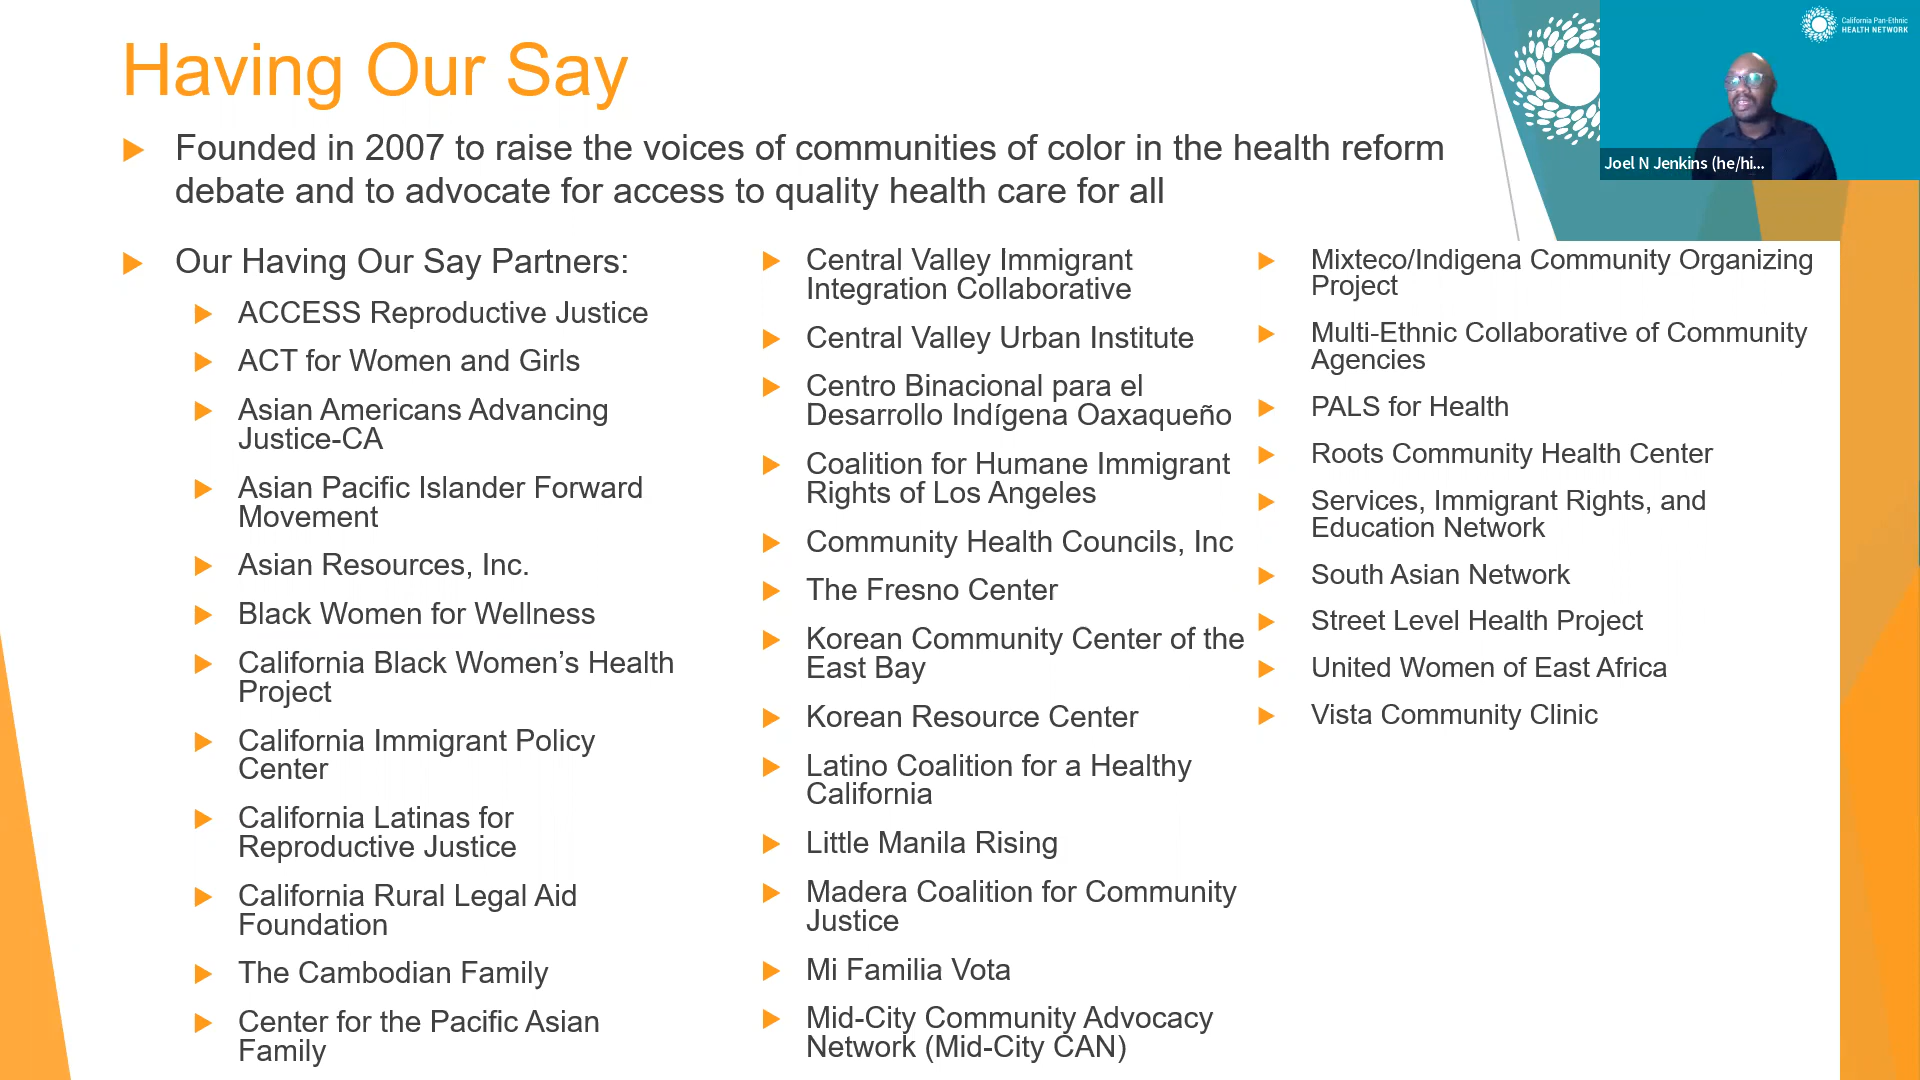 Having Our Say
Founded in 2007 to raise the voices of communities of color in the health reform
debate and to advocate for access to quality health care for all
Our Having Our Say Partners:
ACCESS Reproductive Justice
ACT for Women and Girls
Asian Americans Advancing
Justice-CA
Asian Pacific Islander Forward
Movement
Asian Resources, Inc.
Black Women for Wellness
California Black Women’s Health
Project
California Immigrant Policy
Center
California Latinas for
Reproductive Justice
California Rural Legal Aid
Foundation
The Cambodian Family
Center for the Pacific Asian
Family
Central Valley Immigrant
Integration Collaborative
Central Valley Urban Institute
Centro Binacional para el
Desarrollo Indígena Oaxaqueño
Coalition for Humane Immigrant
Rights of Los Angeles
Community Health Councils, Inc
The Fresno Center
Korean Community Center of the
East Bay
Korean Resource Center
Latino Coalition for a Healthy
California
Little Manila Rising
Madera Coalition for Community
Justice
Mi Familia Vota
Mid-City Community Advocacy
Network (Mid-City CAN)
Mixteco/Indigena Community Organizing
Project
Multi-Ethnic Collaborative of Community
Agencies
PALS for Health
Roots Community Health Center
Services, Immigrant Rights, and
Education Network
South Asian Network
Street Level Health Project
United Women of East Africa
Vista Community Clinic
California Pan-Ethnic
HEALTH NETWORK
Joel N Jenkins (he/hi...